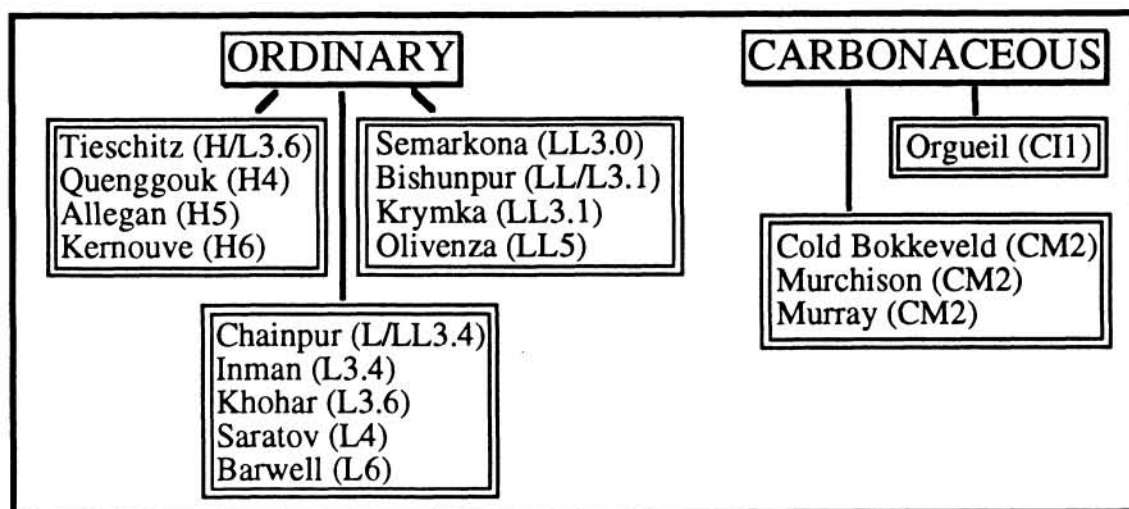 ORDINARY
Tieschitz (H/L3.6)
Quenggouk (H4)
Allegan (H5)
Kernouve (H6)
Semarkona (LL3.0)
Bishunpur (LL/L3.1)
Krymka (LL3.1)
Olivenza (LL5)
Chainpur (L/LL3.4)
Inman (L3.4)
Khohar (L3.6)
Saratov (L4)
Barwell (L6)
CARBONACEOUS
Orgueil (CI1)
Cold Bokkeveld (CM2)
Murchison (CM2)
Murray (CM2)